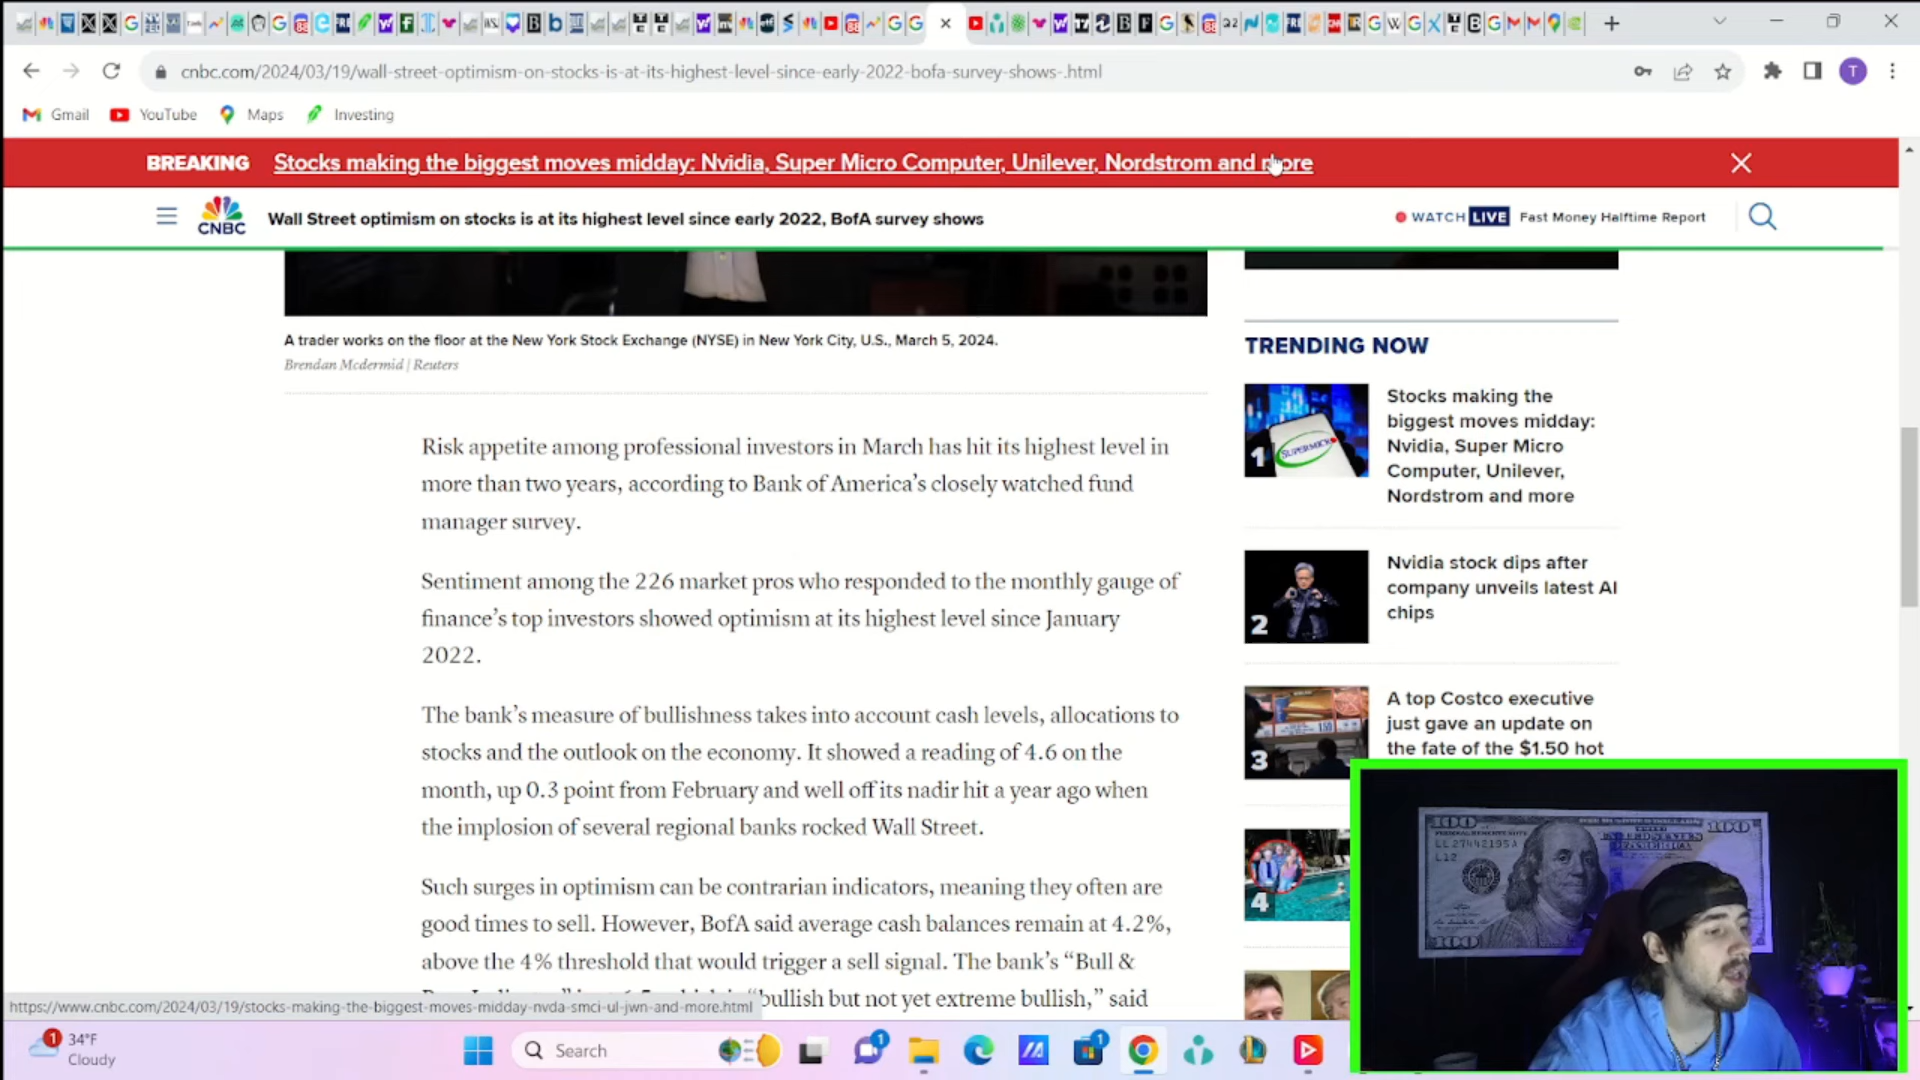 cnbc.com/2024/03/19/wall-street-optimism-on-stocks-is-at-its-highest-level-since-early-2022-bofa-survey-shows-.html
T
Gmail
YouTube
Maps
Investing
BREAKING
Stocks making the biggest moves midday: Nvidia, Super Micro Computer, Unilever, Nordstrom and more
CNBC
Wall Street optimism on stocks is at its highest level since early 2022, BofA survey shows
WATCH LIVE Fast Money Halftime Report
A trader works on the floor at the New York Stock Exchange (NYSE) in New York City, U.S., March 5, 2024.
Brendan Mcdermid | Reuters
Risk appetite among professional investors in March has hit its highest level in
more than two years, according to Bank of America's closely watched fund
manager survey.
Sentiment among the 226 market pros who responded to the monthly gauge of
finance's top investors showed optimism at its highest level since January
2022.
The bank's measure of bullishness takes into account cash levels, allocations to
stocks and the outlook on the economy. It showed a reading of 4.6 on the
month, up 0.3 point from February and well off its nadir hit a year ago when
the implosion of several regional banks rocked Wall Street.
Such surges in optimism can be contrarian indicators, meaning they often are
good times to sell. However, BofA said average cash balances remain at 4.2%,
above the 4% threshold that would trigger a sell signal. The bank's "Bull &
"bullish but not yet extreme bullish," said
https://www.cnbc.com/2024/03/19/stocks-making-the-biggest-moves-midday-nvda-smci-ul-jwn-and-more.html
TRENDING NOW
SUPERMICRO
1
Stocks making the
biggest moves midday:
Nvidia, Super Micro
Computer, Unilever,
Nordstrom and more
2
Nvidia stock dips after
company unveils latest AI
chips
3
A top Costco executive
just gave an update on
the fate of the $1.50 hot
4
100
100
LL 27442195A
L12
100
1
34°F
Cloudy
Search
1
1